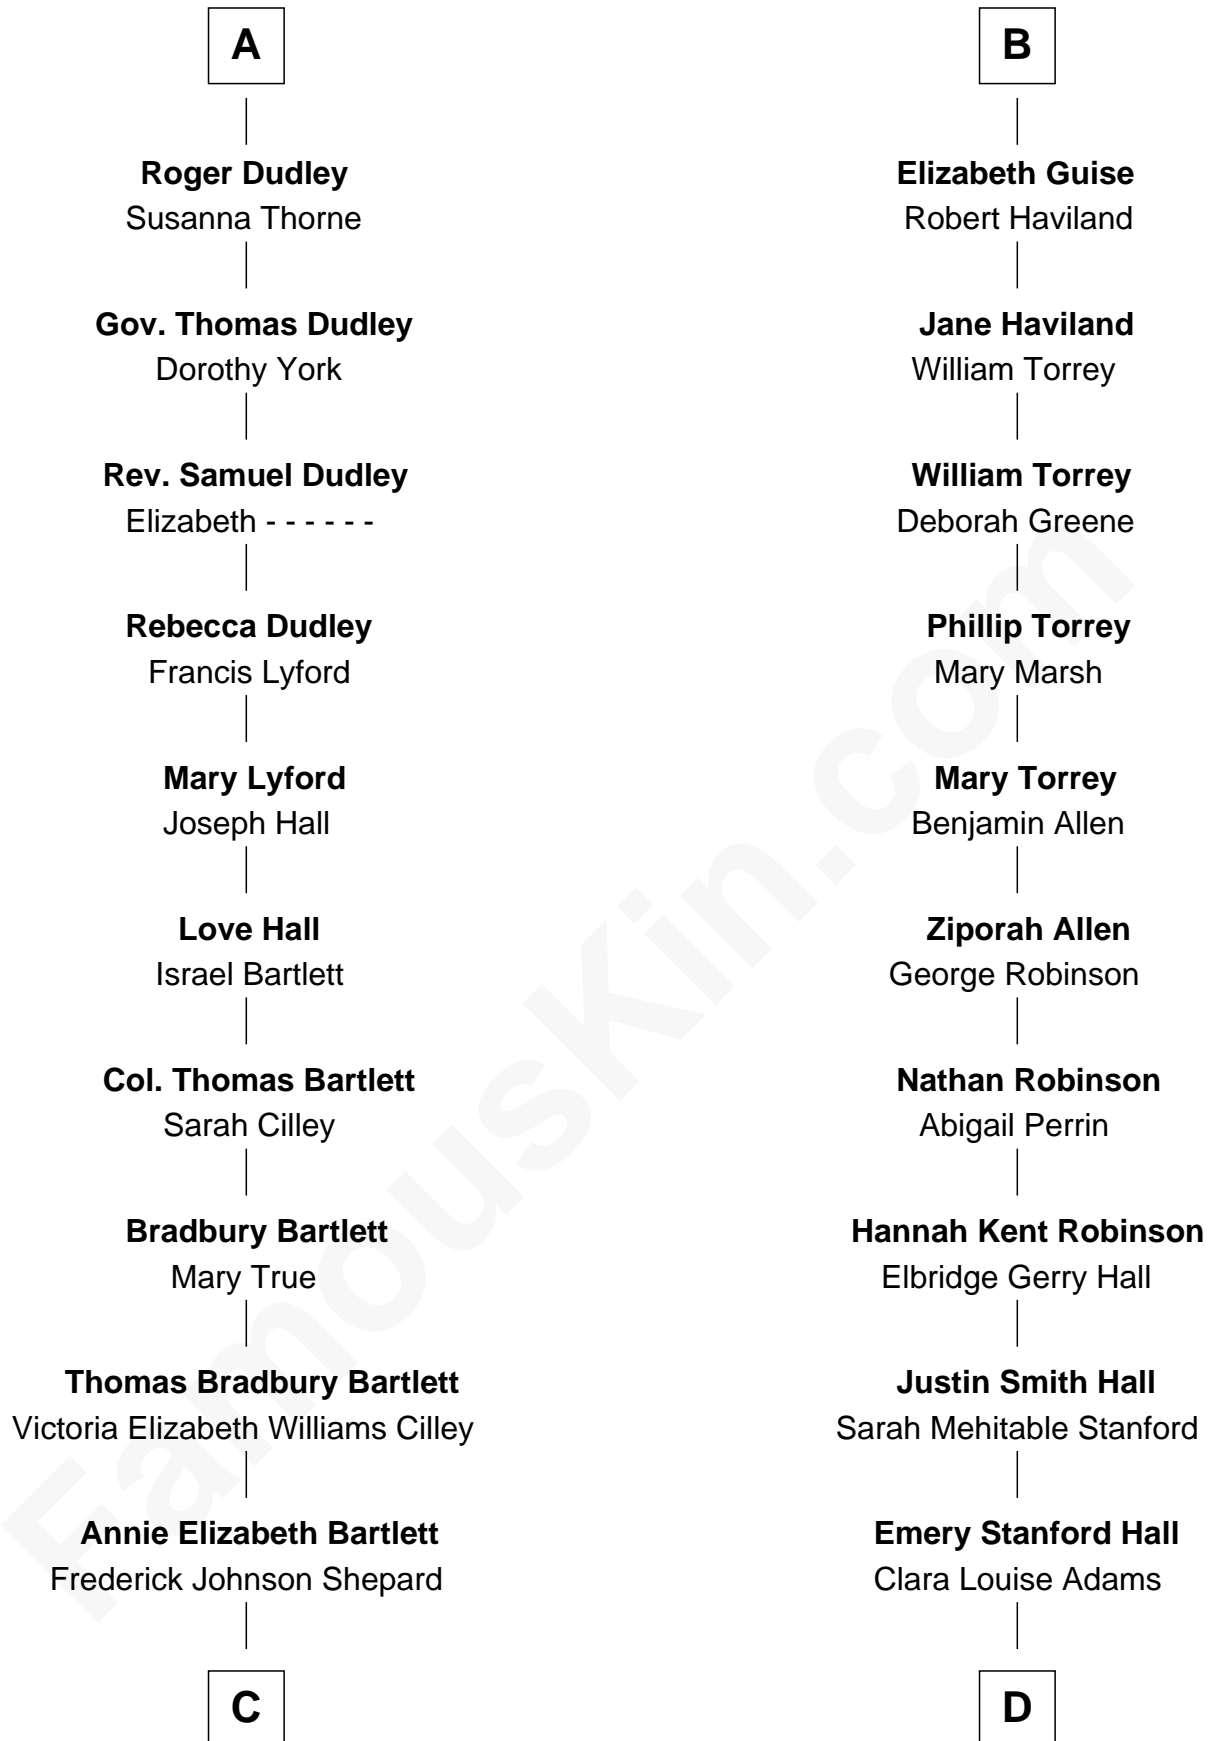 A
Roger Dudley
Susanna Thorne
Gov. Thomas Dudley
Dorothy York
Rev. Samuel Dudley
Elizabeth - - - - - -
Rebecca Dudley
Francis Lyford
Mary Lyford
Joseph Hall
Love Hall
Israel Bartlett
Col. Thomas Bartlett
Sarah Cilley
Bradbury Bartlett
Mary True
Thomas Bradbury Bartlett
Victoria Elizabeth Williams Cilley
Annie Elizabeth Bartlett
Frederick Johnson Shepard
C
B
Elizabeth Guise
Robert Haviland
Jane Haviland
William Torrey
William Torrey
Deborah Greene
Phillip Torrey
Mary Marsh
Mary Torrey
Benjamin Allen
Ziporah Allen
George Robinson
Nathan Robinson
Abigail Perrin
Hannah Kent Robinson
Elbridge Gerry Hall
Justin Smith Hall
Sarah Mehitable Stanford
Emery Stanford Hall
Clara Louise Adams
D
FamousKin.com